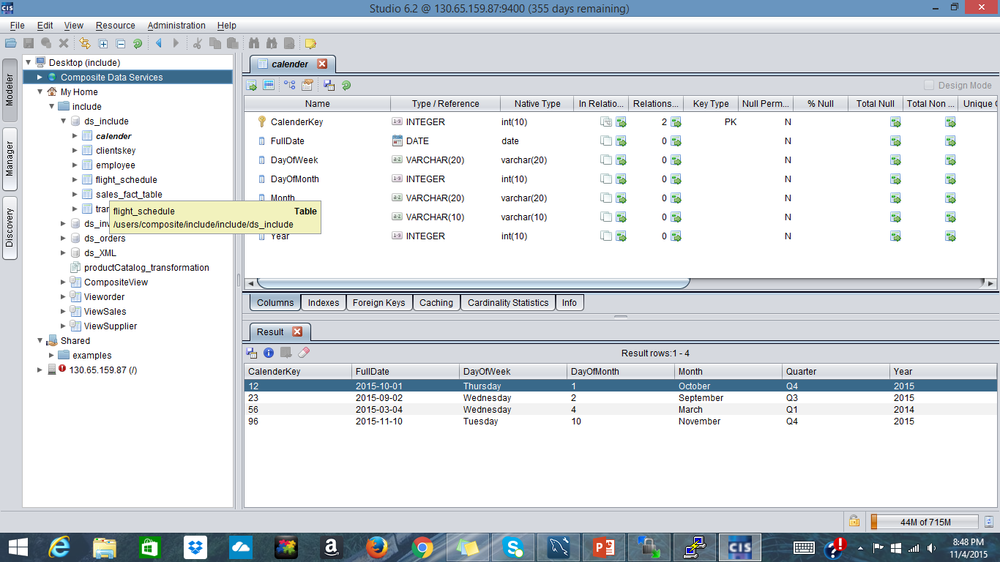 CIS
Studio 6.2 @ 130.65.159.87:9400 (355 days remaining)
File Edit View Resource Administration Help
Modeler
Manager
Discovery
Desktop (include)
Composite Data Services
My Home
include
ds_include
calender
clientskey
employee
flight_schedule
sales_fact_table
tran
ds_inv
ds_orders
ds_XML
productCatalog_transformation
CompositeView
Vieworder
ViewSales
ViewSupplier
Shared
examples
130.65.159.87 (/)
flight_schedule Table
/users/composite/include/include/ds_include
calender
Design Mode
Name Type / Reference Native Type In Relatio... Relations... Key Type Null Perm... % Null Total Null Total Non ... Unique C
CalenderKey INTEGER int(10) 2 PK N
FullDate DATE date 0 N
DayOfWeek VARCHAR(20) varchar(20) 0 N
DayOfMonth INTEGER int(10) 0 N
Month VARCHAR(20) varchar(20) 0 N
VARCHAR(10) varchar(10) 0 N
Year INTEGER int(10) 0 N
Columns Indexes Foreign Keys Caching Cardinality Statistics Info
Result
Result rows:1 - 4
CalenderKey FullDate DayOfWeek DayOfMonth Month Quarter Year
12 2015-10-01 Thursday 1 October Q4 2015
23 2015-09-02 Wednesday 2 September Q3 2015
56 2015-03-04 Wednesday 4 March Q1 2014
96 2015-11-10 Tuesday 10 November Q4 2015
44M of 715M
CIS
8:48 PM
11/4/2015